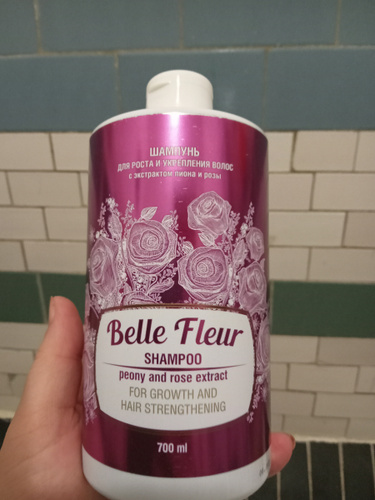 ШАМПУНЬ
ДЛЯ РОСТА И УКРЕПЛЕНИЯ ВОЛОС
С ЭКСТРАКТОМ ПИОНА И РОЗЫ
Belle Fleur
SHAMPOO
peony and rose extract
FOR GROWTH AND
HAIR STRENGTHENING
700 ml